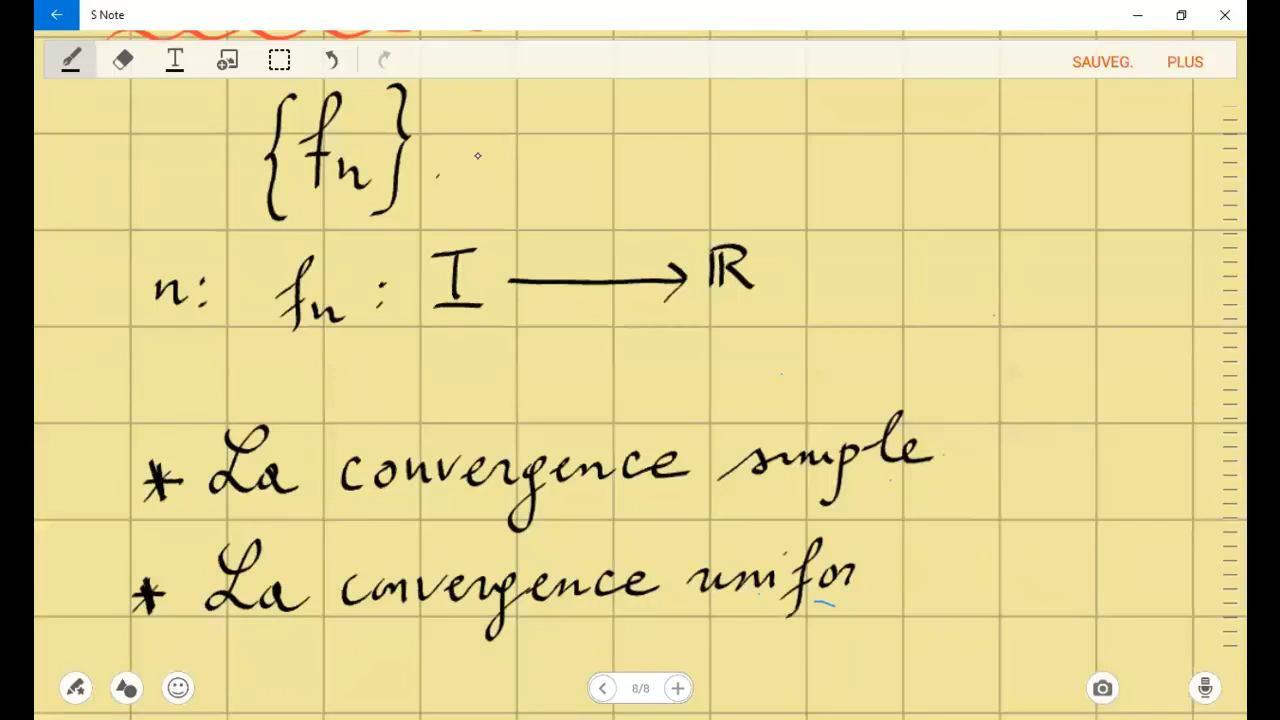 S Note
SAUVEG. PLUS
{fn}
n: fn : I → ℝ
* La convergence simple
* La convergence unifor
8/8